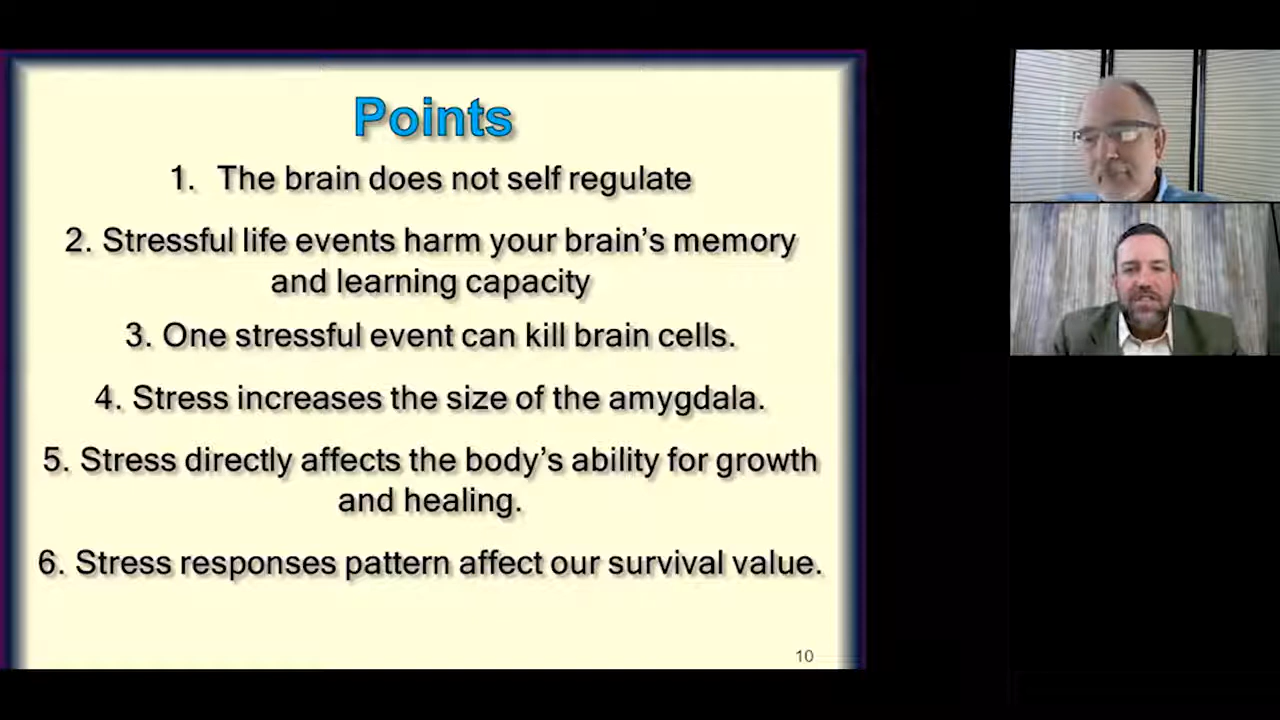 Points
1. The brain does not self regulate
2. Stressful life events harm your brain's memory
and learning capacity
3. One stressful event can kill brain cells.
4. Stress increases the size of the amygdala.
5. Stress directly affects the body's ability for growth
and healing.
6. Stress responses pattern affect our survival value.
10